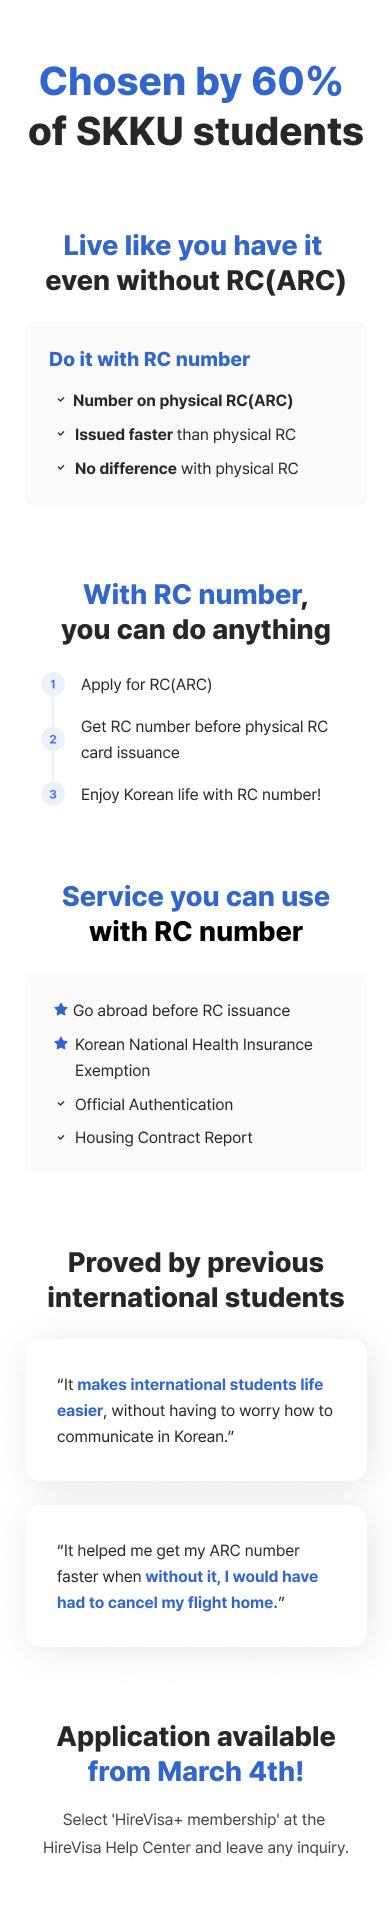 Chosen by 60%
of SKKU students
Live like you have it
even without RC(ARC)
Do it with RC number
Number on physical RC(ARC)
Issued faster than physical RC
No difference with physical RC
With RC number,
you can do anything
1 Apply for RC(ARC)
Get RC number before physical RC
2
card issuance
3 Enjoy Korean life with RC number!
Service you can use
with RC number
Go abroad before RC issuance
Korean National Health Insurance
Exemption
Official Authentication
Housing Contract Report
Proved by previous
international students
“It makes international students life
easier, without having to worry how to
communicate in Korean.”
“It helped me get my ARC number
faster when without it, I would have
had to cancel my flight home.”
Application available
from March 4th!
Select 'HireVisa+ membership' at the
HireVisa Help Center and leave any inquiry.